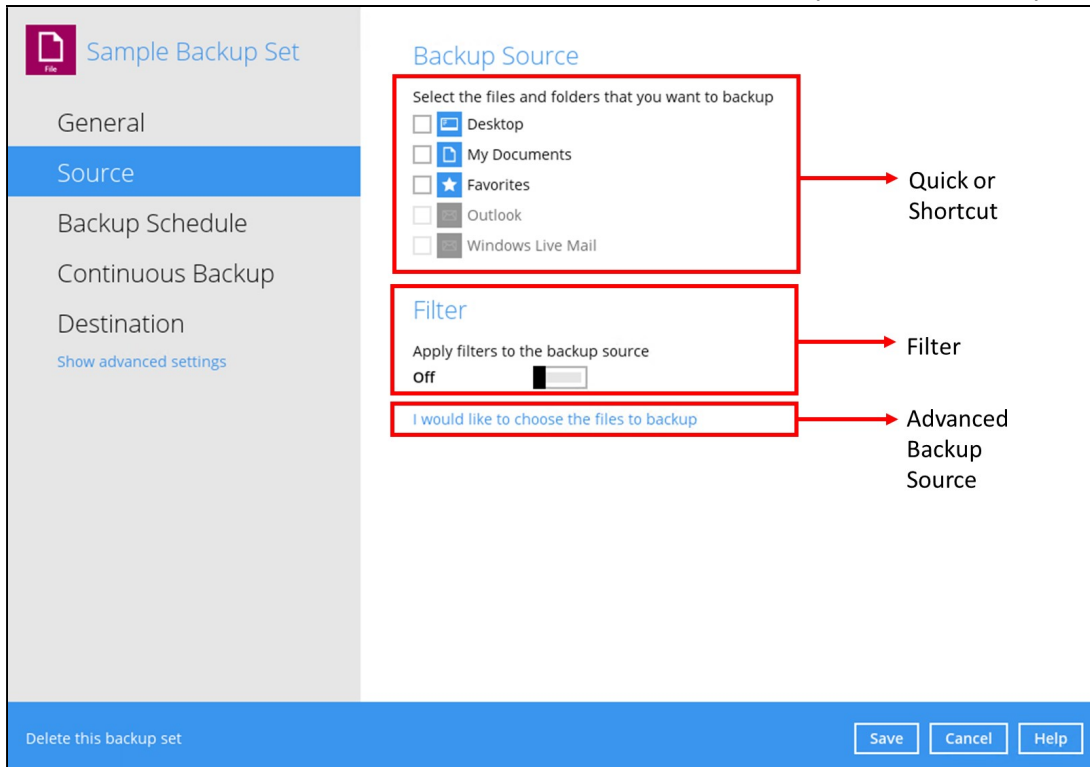 File
Sample Backup Set
General
Source
Backup Schedule
Continuous Backup
Destination
Show advanced settings
Backup Source
Select the files and folders that you want to backup
Desktop
My Documents
Favorites
Outlook
Windows Live Mail
Quick or
Shortcut
Filter
Apply filters to the backup source
Off
Filter
I would like to choose the files to backup
Advanced
Backup
Source
Delete this backup set
Save
Cancel
Help